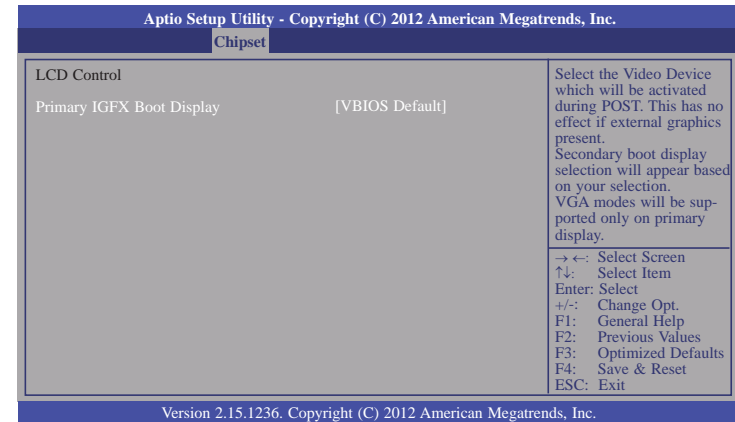 Aptio Setup Utility - Copyright (C) 2012 American Megatrends, Inc.
Chipset
LCD Control
Primary IGFX Boot Display [VBIOS Default]
Select the Video Device
which will be activated
during POST. This has no
effect if external graphics
present.
Secondary boot display
selection will appear based
on your selection.
VGA modes will be sup-
ported only on primary
display.
→ ←: Select Screen
↑↓: Select Item
Enter: Select
+/-: Change Opt.
F1: General Help
F2: Previous Values
F3: Optimized Defaults
F4: Save & Reset
ESC: Exit
Version 2.15.1236. Copyright (C) 2012 American Megatrends, Inc.